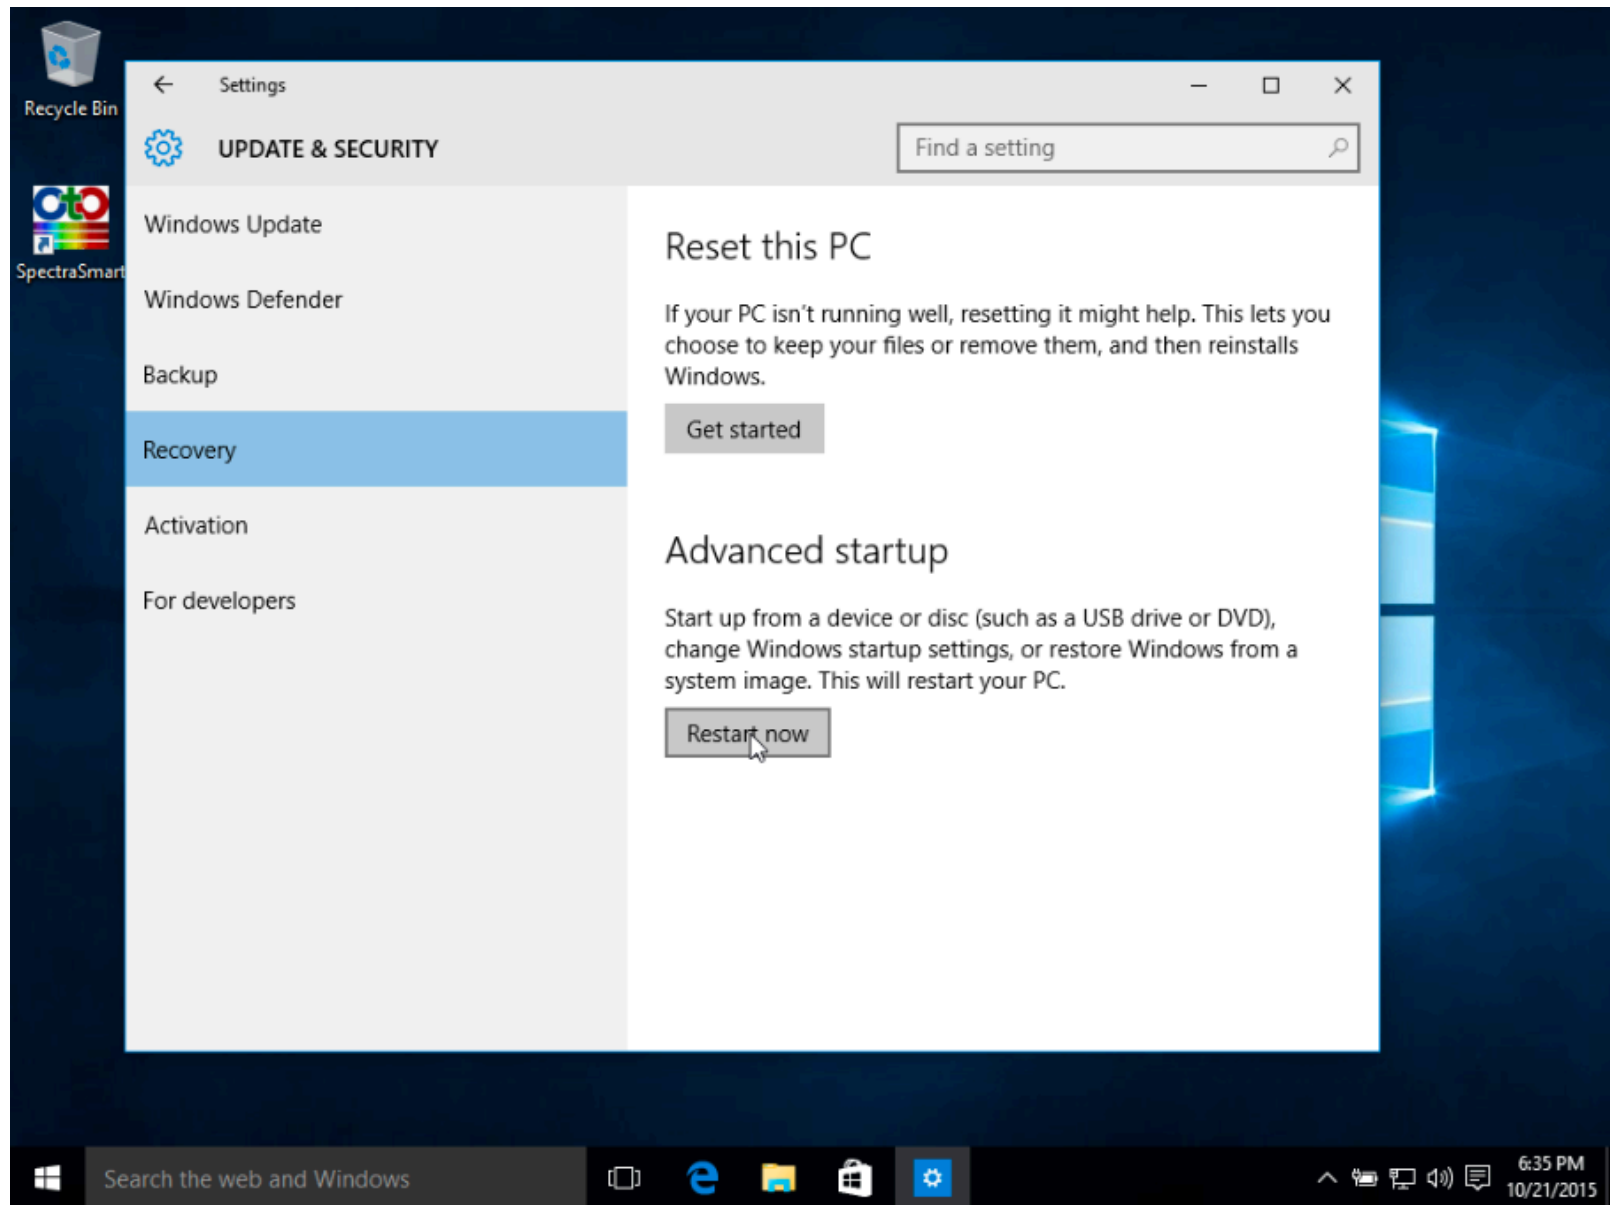 Recycle Bin
SpectraSmart
Settings
UPDATE & SECURITY
Find a setting
Windows Update
Windows Defender
Backup
Recovery
Activation
For developers
Reset this PC
If your PC isn't running well, resetting it might help. This lets you
choose to keep your files or remove them, and then reinstalls
Windows.
Get started
Advanced startup
Start up from a device or disc (such as a USB drive or DVD),
change Windows startup settings, or restore Windows from a
system image. This will restart your PC.
Restart now
Search the web and Windows
6:35 PM
10/21/2015